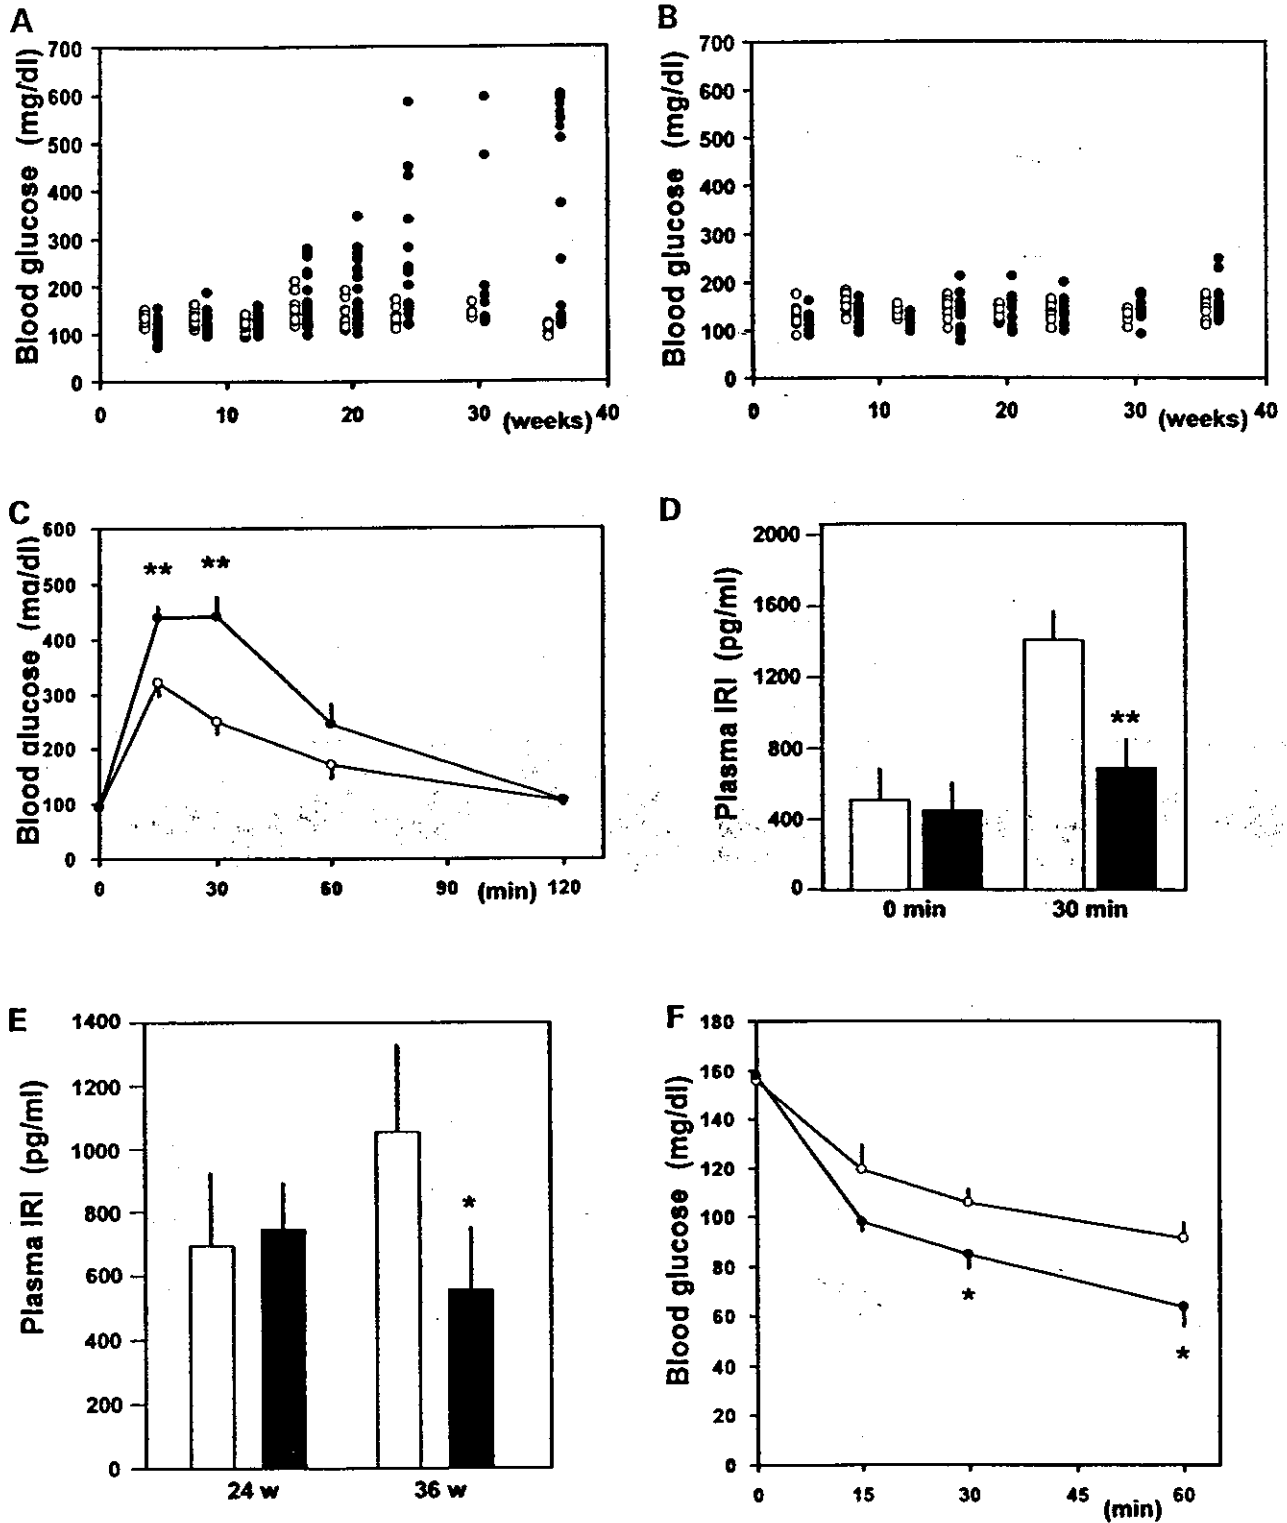 A
Blood glucose (mg/dl)
700
600
500
400
300
200
100
0
0 10 20 30 (weeks) 40
B
Blood glucose (mg/dl)
700
600
500
400
300
200
100
0
0 10 20 30 (weeks) 40
C
Blood glucose (mg/dl)
600
500
400
300
200
100
0
** **
0 30 60 90 (min) 120
D
Plasma IRI (pg/ml)
2000
1600
1200
800
400
0
**
0 min 30 min
E
Plasma IRI (pg/ml)
1400
1200
1000
800
600
400
200
0
*
24 w 36 w
F
Blood glucose (mg/dl)
180
160
140
120
100
80
60
40
20
0
*
*
0 15 30 45 (min) 60